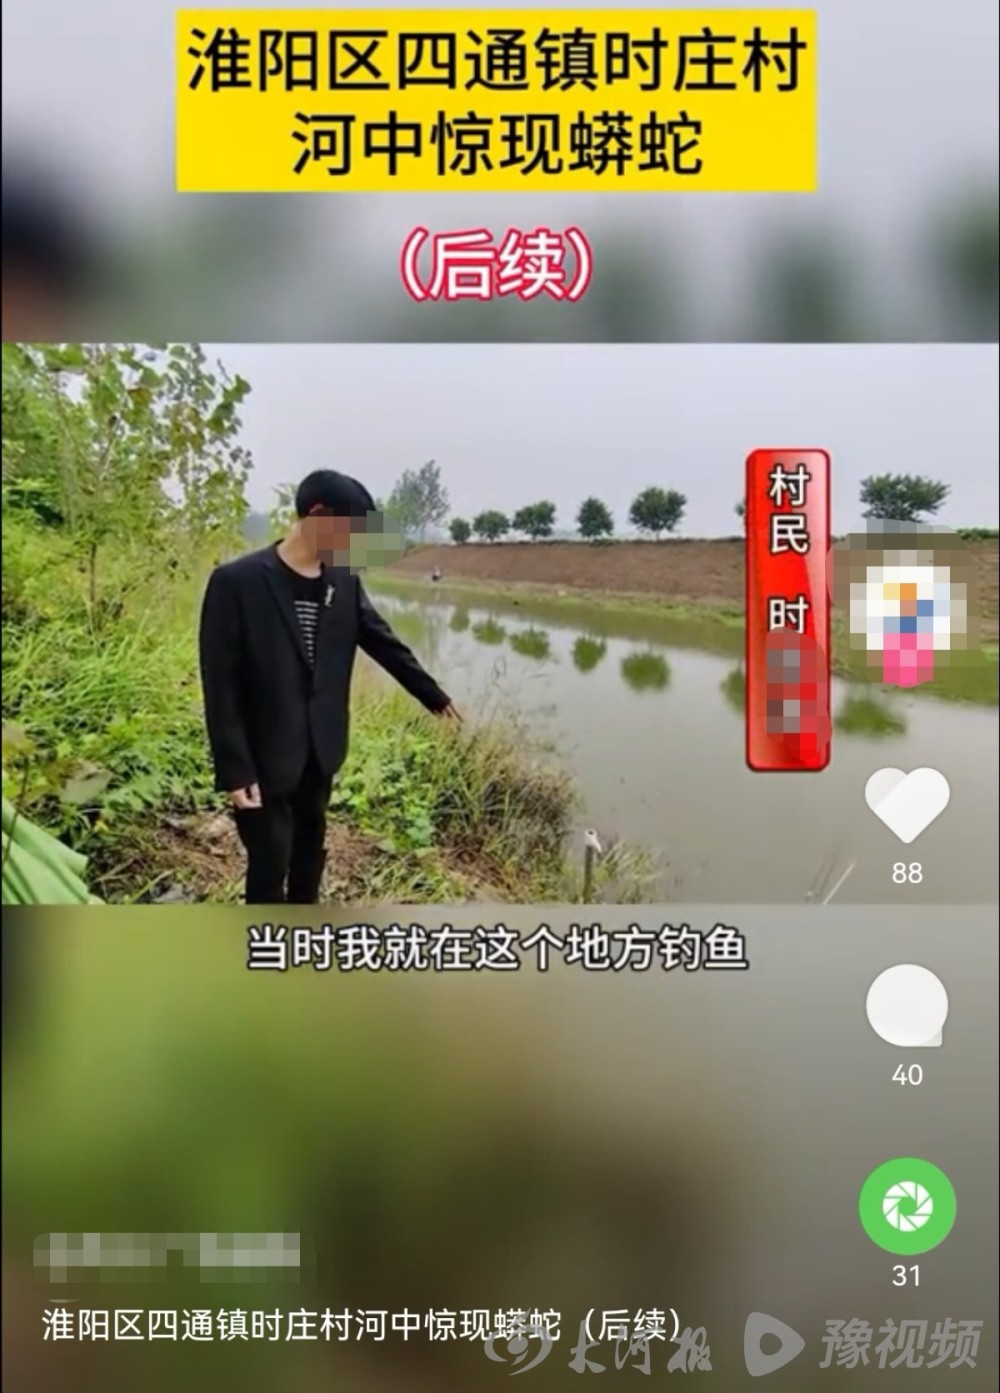 淮阳区四通镇时庄村
河中惊现蟒蛇
（后续）
村民 时
88
当时我就在这个地方钓鱼
40
31
淮阳区四通镇时庄村河中惊现蟒蛇（后续）
大河报 豫视频